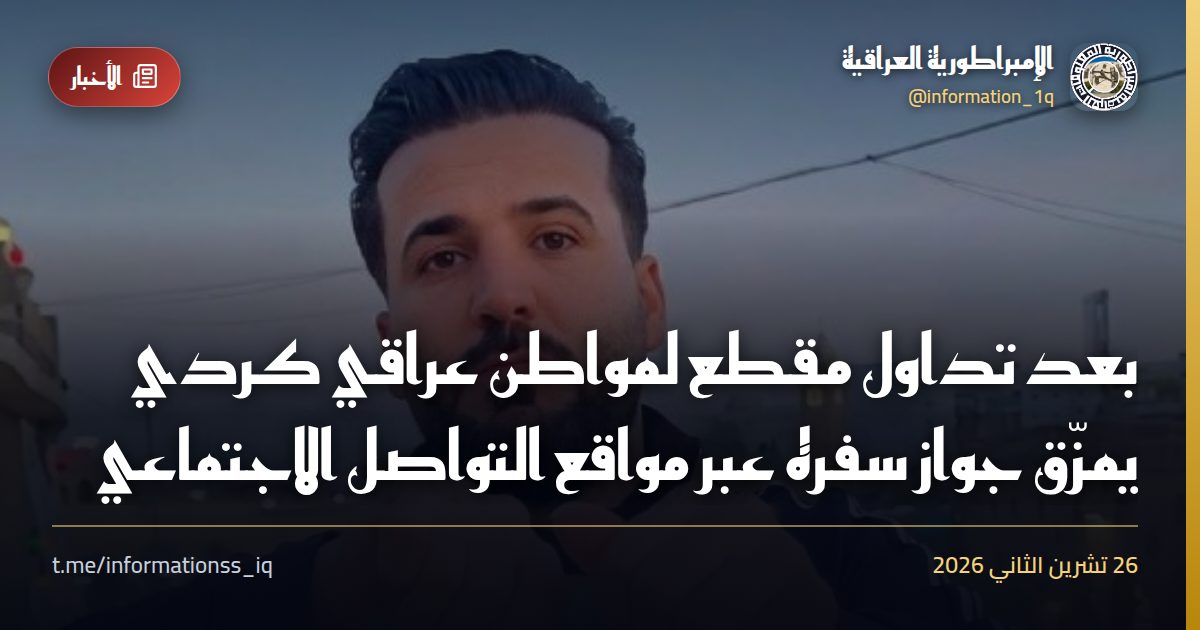 الإمبراطورية العراقية
@information_1q
الأخبار
بعد تداول مقطع لمواطن عراقي كردي
يمزّق جواز سفره عبر مواقع التواصل الاجتماعي
26 تشرين الثاني 2026
t.me/informationss_iq